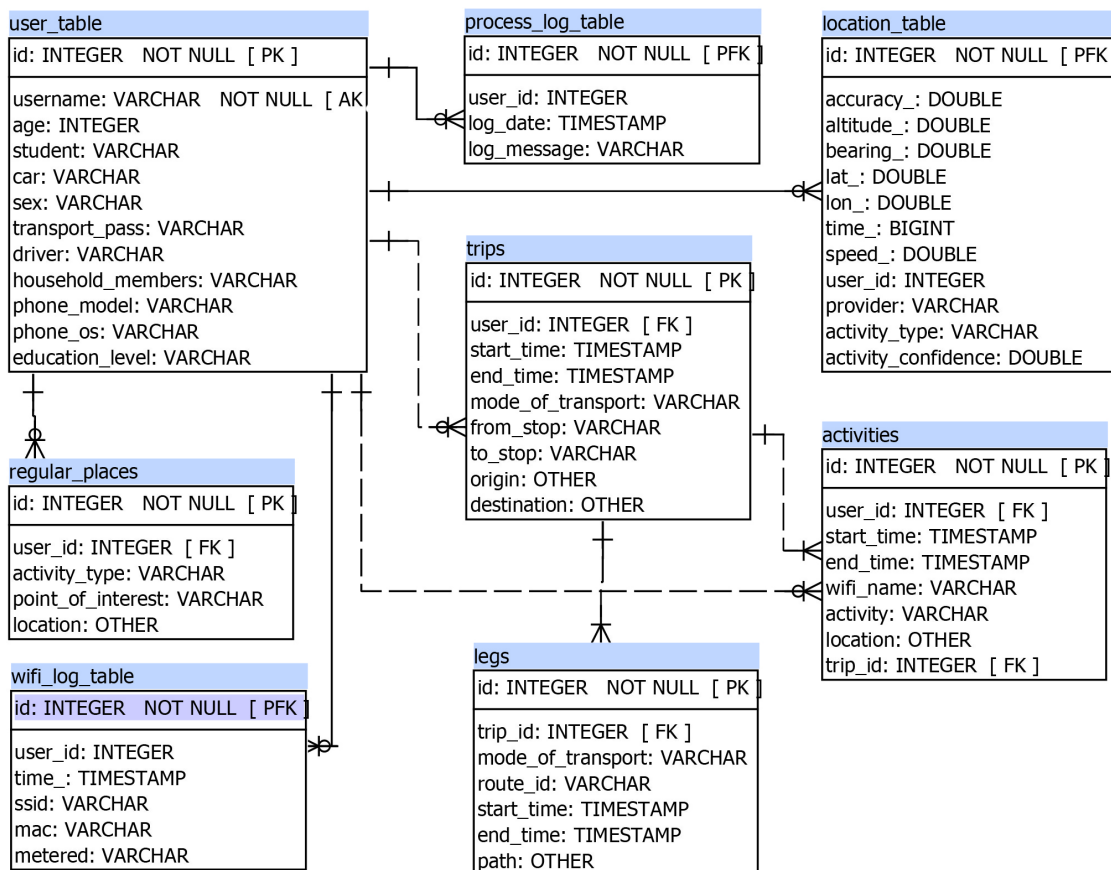 user_table
id: INTEGER NOT NULL [ PK ]
username: VARCHAR NOT NULL [ AK
age: INTEGER
student: VARCHAR
car: VARCHAR
sex: VARCHAR
transport_pass: VARCHAR
driver: VARCHAR
household_members: VARCHAR
phone_model: VARCHAR
phone_os: VARCHAR
education_level: VARCHAR
process_log_table
id: INTEGER NOT NULL [ PFK ]
user_id: INTEGER
log_date: TIMESTAMP
log_message: VARCHAR
location_table
id: INTEGER NOT NULL [ PFK
accuracy_: DOUBLE
altitude_: DOUBLE
bearing_: DOUBLE
lat_: DOUBLE
lon_: DOUBLE
time_: BIGINT
speed_: DOUBLE
user_id: INTEGER
provider: VARCHAR
activity_type: VARCHAR
activity_confidence: DOUBLE
trips
id: INTEGER NOT NULL [ PK ]
user_id: INTEGER [ FK ]
start_time: TIMESTAMP
end_time: TIMESTAMP
mode_of_transport: VARCHAR
from_stop: VARCHAR
to_stop: VARCHAR
origin: OTHER
destination: OTHER
activities
id: INTEGER NOT NULL [ PK ]
user_id: INTEGER [ FK ]
start_time: TIMESTAMP
end_time: TIMESTAMP
wifi_name: VARCHAR
activity: VARCHAR
location: OTHER
trip_id: INTEGER [ FK ]
regular_places
id: INTEGER NOT NULL [ PK ]
user_id: INTEGER [ FK ]
activity_type: VARCHAR
point_of_interest: VARCHAR
location: OTHER
wifi_log_table
id: INTEGER NOT NULL [ PFK ]
user_id: INTEGER
time_: TIMESTAMP
ssid: VARCHAR
mac: VARCHAR
metered: VARCHAR
legs
id: INTEGER NOT NULL [ PK ]
trip_id: INTEGER [ FK ]
mode_of_transport: VARCHAR
route_id: VARCHAR
start_time: TIMESTAMP
end_time: TIMESTAMP
path: OTHER